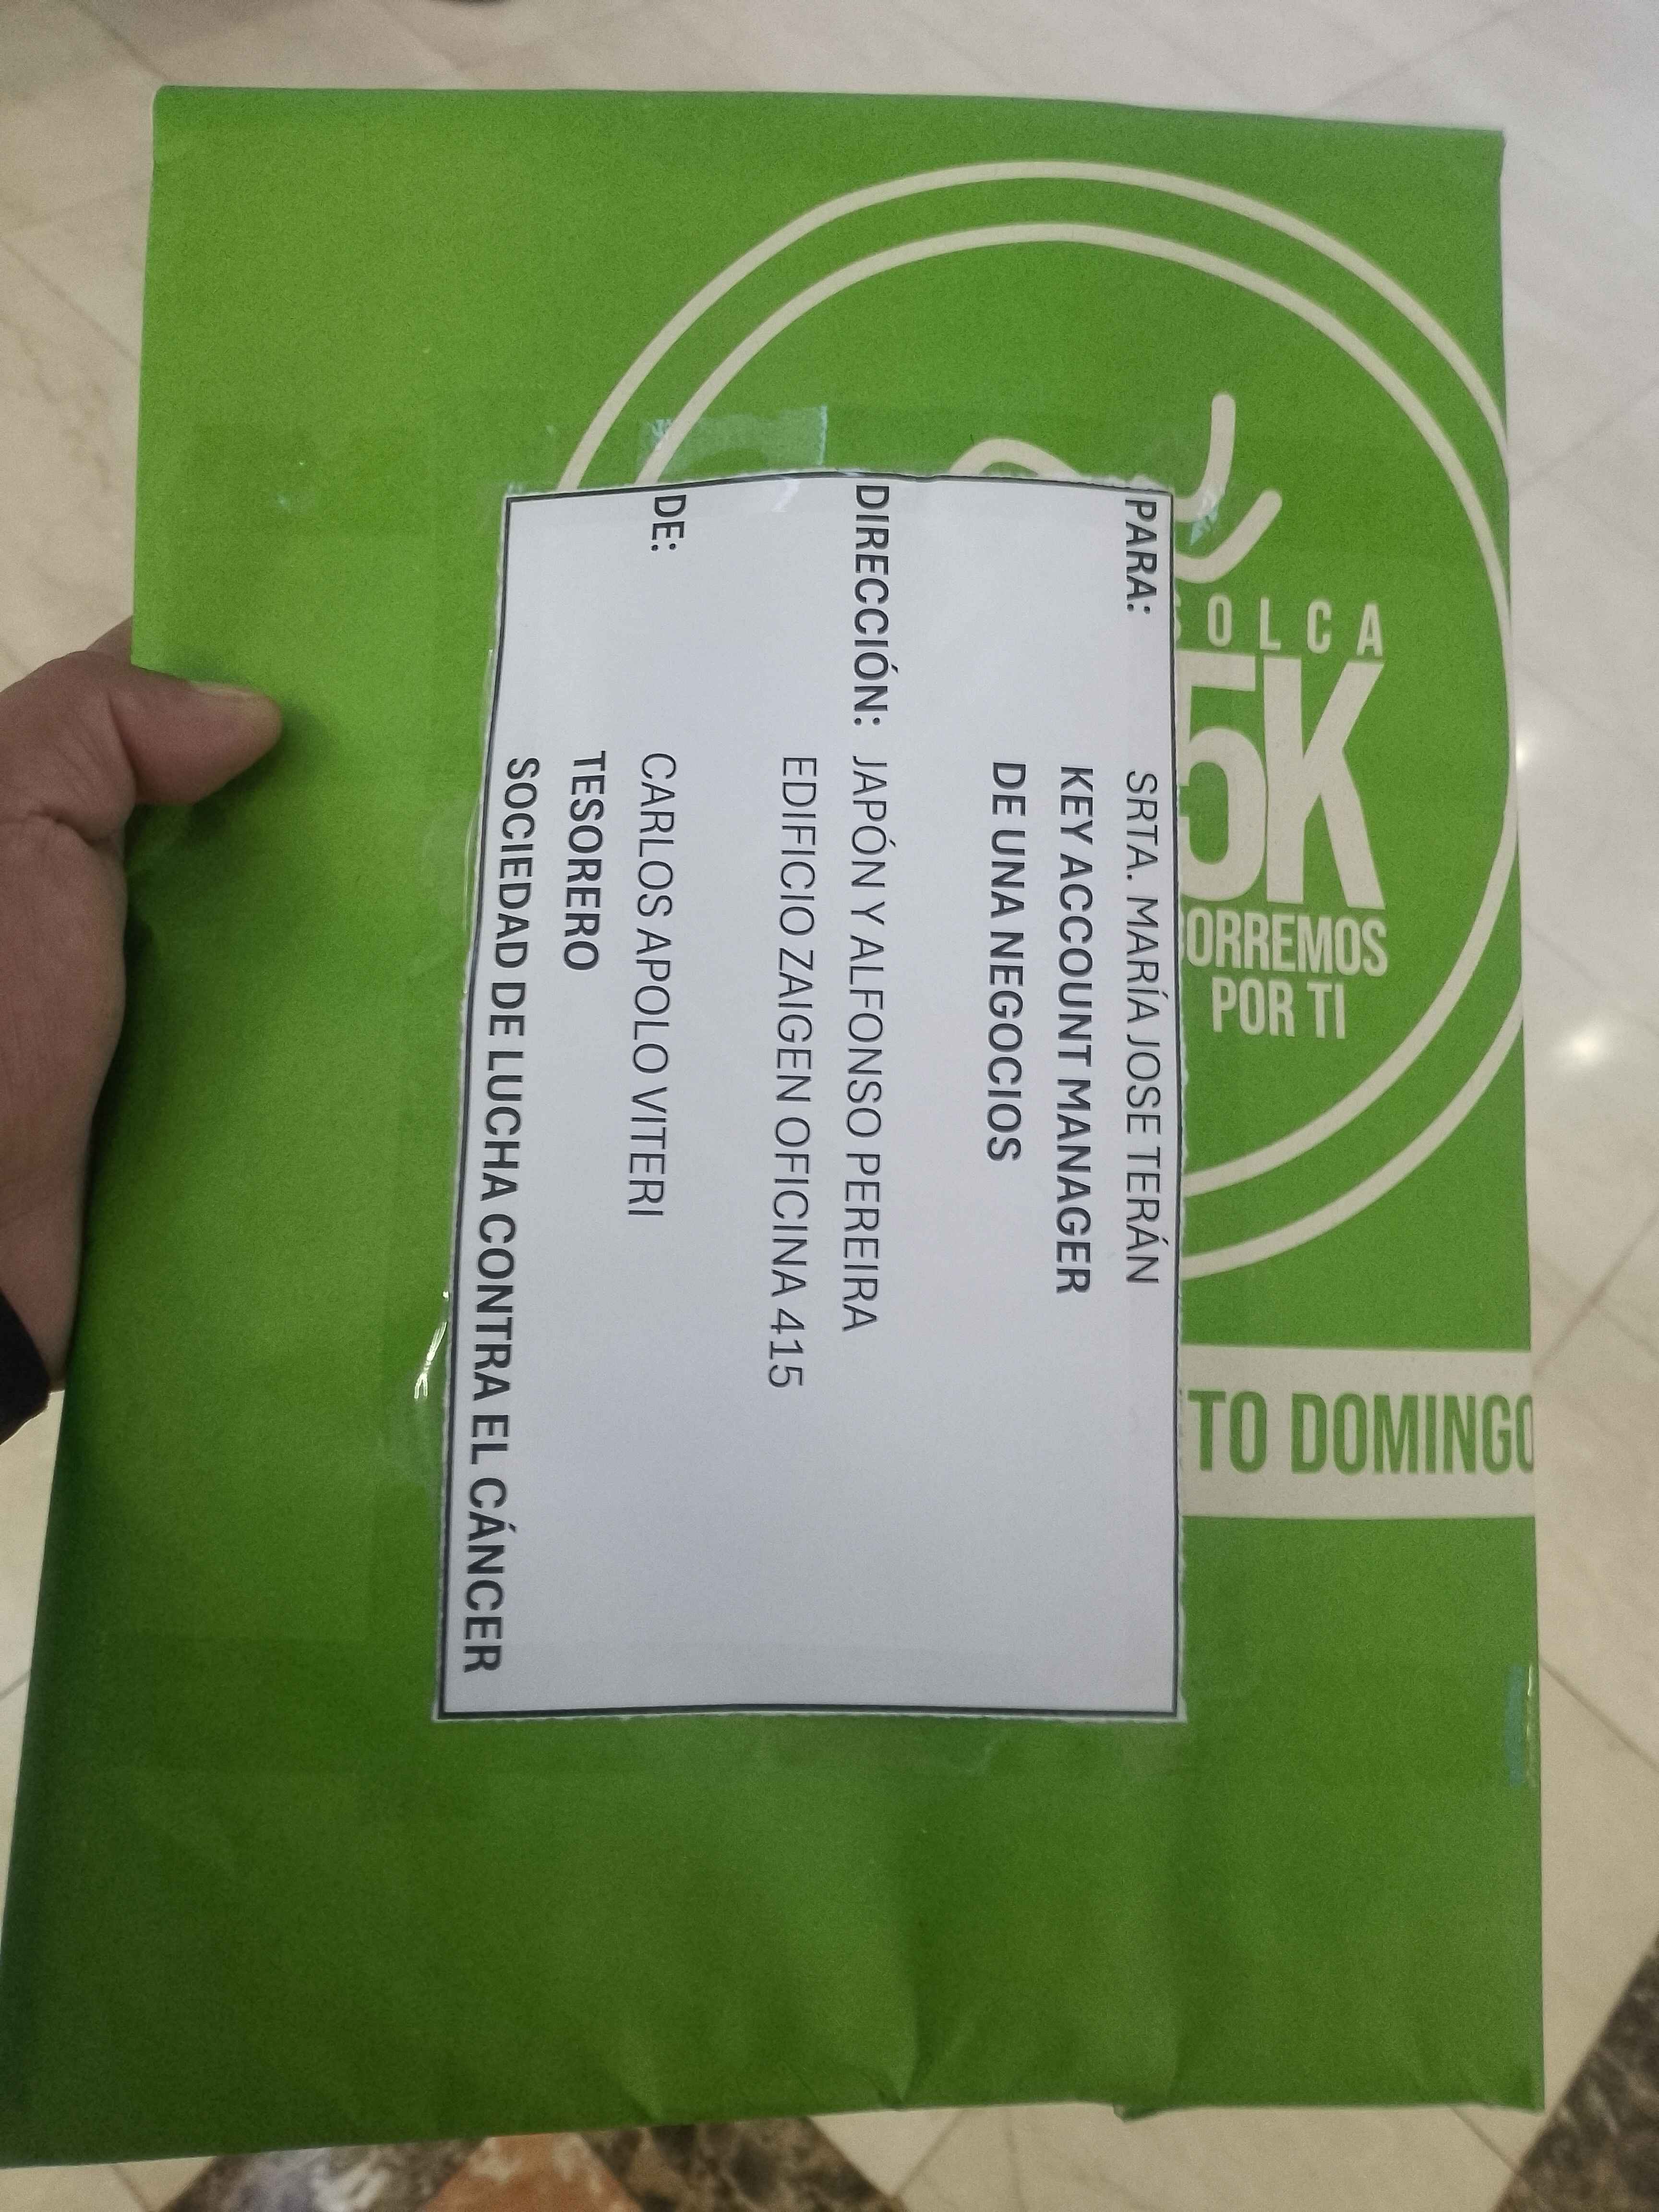 PARA: SRTA. MARÍA JOSE TERÁN
KEY ACCOUNT MANAGER
DE UNA NEGOCIOS
DIRECCIÓN: JAPÓN Y ALFONSO PEREIRA
EDIFICIO ZAIGEN OFICINA 415
DE: CARLOS APOLO VITERI
TESORERO
SOCIEDAD DE LUCHA CONTRA EL CÁNCER
SOLCA
5K
CORREMOS
POR TI
TO DOMINGO